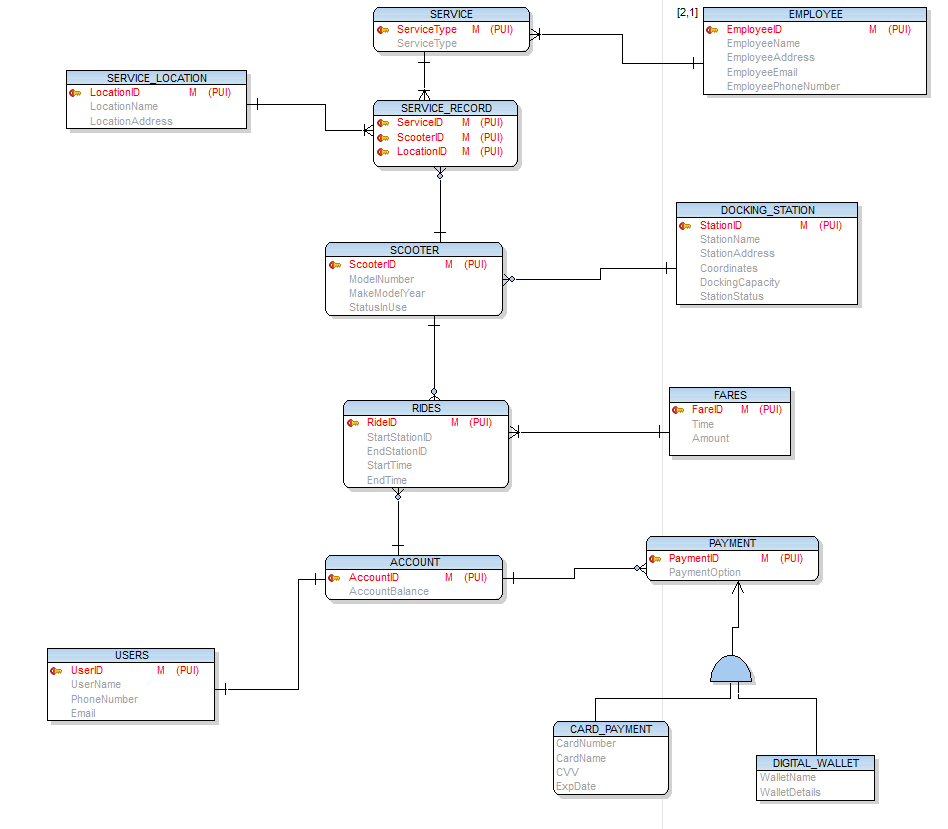 SERVICE
ServiceType M (PUI)
ServiceType
[2,1]
EMPLOYEE
EmployeeID M (PUI)
EmployeeName
EmployeeAddress
EmployeeEmail
EmployeePhoneNumber
SERVICE_LOCATION
LocationID M (PUI)
LocationName
LocationAddress
SERVICE_RECORD
ServiceID M (PUI)
ScooterID M (PUI)
LocationID M (PUI)
DOCKING_STATION
StationID M (PUI)
StationName
StationAddress
Coordinates
DockingCapacity
StationStatus
SCOOTER
ScooterID M (PUI)
ModelNumber
MakeModelYear
StatusInUse
RIDES
RideID M (PUI)
StartStationID
EndStationID
StartTime
EndTime
FARES
FareID M (PUI)
Time
Amount
ACCOUNT
AccountID M (PUI)
AccountBalance
PAYMENT
PaymentID M (PUI)
PaymentOption
USERS
UserID M (PUI)
UserName
PhoneNumber
Email
CARD_PAYMENT
CardNumber
CardName
CVV
ExpDate
DIGITAL_WALLET
WalletName
WalletDetails